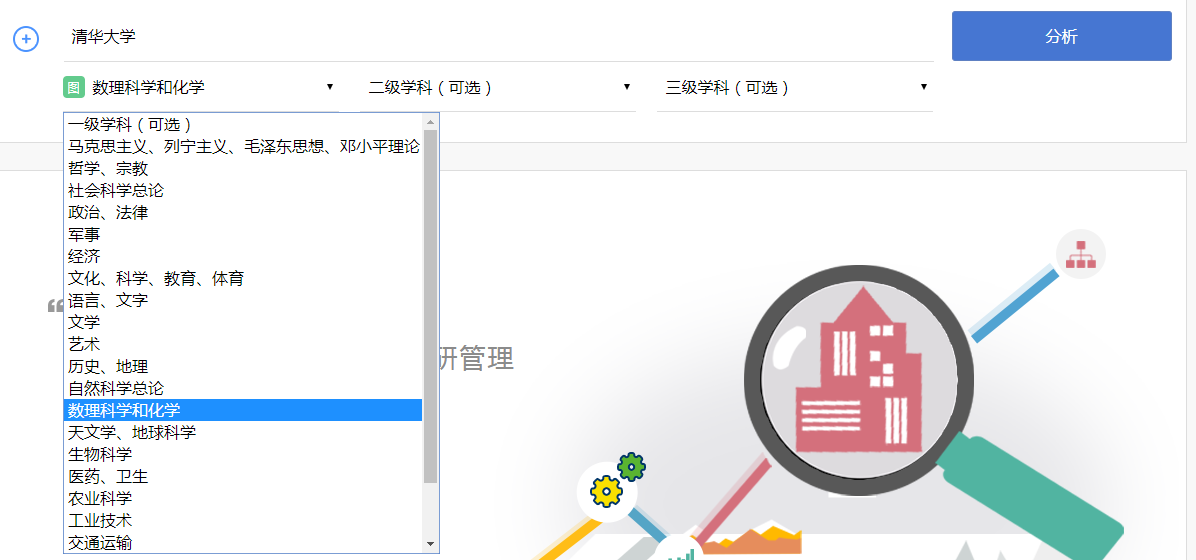 清华大学
分析
图 数理科学和化学 二级学科（可选） 三级学科（可选）
一级学科（可选）
马克思主义、列宁主义、毛泽东思想、邓小平理论
哲学、宗教
社会科学总论
政治、法律
军事
经济
文化、科学、教育、体育
语言、文字
文学
艺术
历史、地理
自然科学总论
数理科学和化学
天文学、地球科学
生物科学
医药、卫生
农业科学
工业技术
交通运输
“
研管理